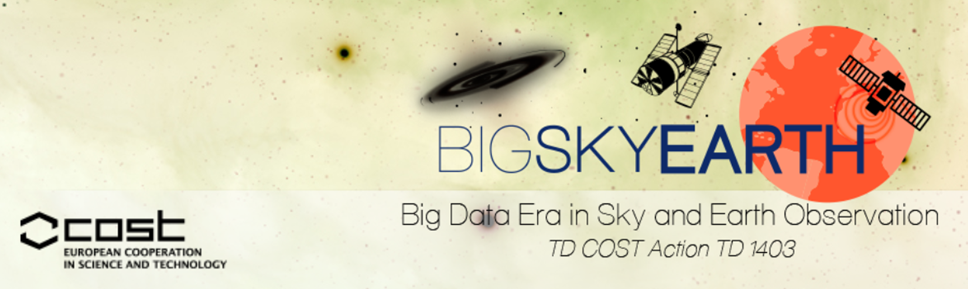 BIGSKYEARTH
Big Data Era in Sky and Earth Observation
TD COST Action TD 1403
cost
EUROPEAN COOPERATION
IN SCIENCE AND TECHNOLOGY